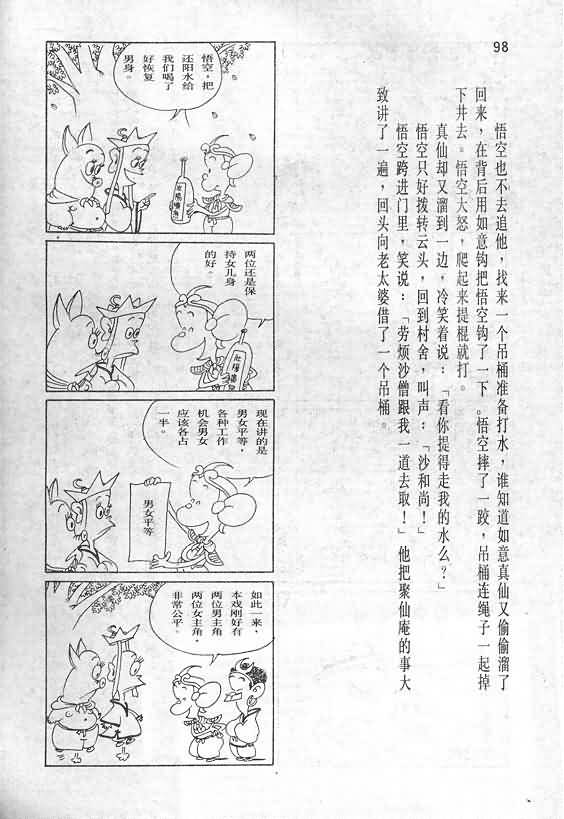 98
悟空也不去追他，找来一个吊桶准备打水，谁知道如意真仙又偷偷溜了
回来，在背后用如意钩把悟空钩了一下。悟空摔了一跤，吊桶连绳子一起掉
下井去。悟空大怒，爬起来提棍就打。
真仙却又溜到一边，冷笑着说：「看你提得走我的水么？」
悟空只好拨转云头，回到村舍，叫声：「沙和尚！」
悟空跨进门里，笑说：「劳烦沙僧跟我一道去取！」他把聚仙庵的事大
致讲了一遍，回头向老太婆借了一个吊桶。
悟空，把
还阳水给
我们喝了
好恢复
男身。
两位还是保
持女儿身
的好。
现在讲的是
男女平等，
各种工作
机会男女
应该各占
一半。
男女平等
如此一来，
本戏刚好有
两位男主角，
两位女主角，
非常公平。